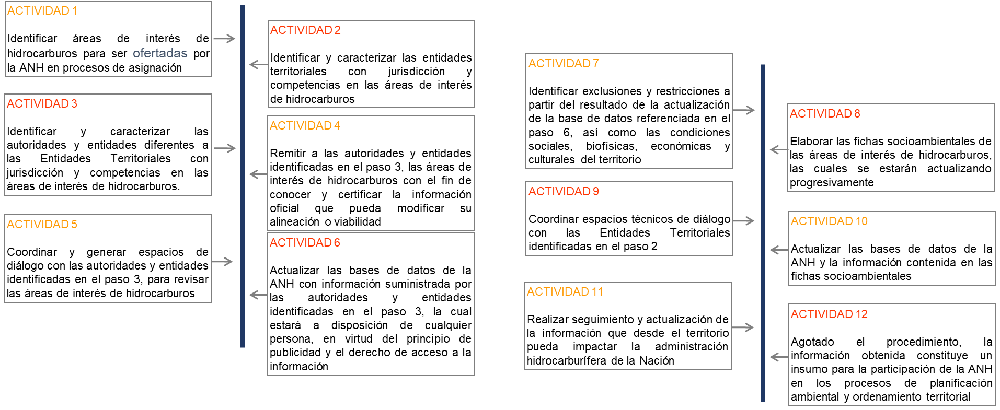 ACTIVIDAD 1
Identificar áreas de interés de
hidrocarburos para ser ofertadas por
la ANH en procesos de asignación
ACTIVIDAD 2
Identificar y caracterizar las entidades
territoriales con jurisdicción y
competencias en las áreas de interés
de hidrocarburos
ACTIVIDAD 3
Identificar y caracterizar las
autoridades y entidades diferentes a
las Entidades Territoriales con
jurisdicción y competencias en las
áreas de interés de hidrocarburos.
ACTIVIDAD 4
Remitir a las autoridades y entidades
identificadas en el paso 3, las áreas de
interés de hidrocarburos con el fin de
conocer y certificar la información
oficial que pueda modificar su
alineación o viabilidad
ACTIVIDAD 5
Coordinar y generar espacios de
diálogo con las autoridades y entidades
identificadas en el paso 3, para revisar
las áreas de interés de hidrocarburos
ACTIVIDAD 6
Actualizar las bases de datos de la
ANH con información suministrada por
las autoridades y entidades
identificadas en el paso 3, la cual
estará a disposición de cualquier
persona, en virtud del principio de
publicidad y el derecho de acceso a la
información
ACTIVIDAD 7
Identificar exclusiones y restricciones a
partir del resultado de la actualización
de la base de datos referenciada en el
paso 6, así como las condiciones
sociales, biofísicas, económicas y
culturales del territorio
ACTIVIDAD 8
Elaborar las fichas socioambientales de
las áreas de interés de hidrocarburos,
las cuales se estarán actualizando
progresivamente
ACTIVIDAD 9
Coordinar espacios técnicos de diálogo
con las Entidades Territoriales
identificadas en el paso 2
ACTIVIDAD 10
Actualizar las bases de datos de la
ANH y la información contenida en las
fichas socioambientales
ACTIVIDAD 11
Realizar seguimiento y actualización de
la información que desde el territorio
pueda impactar la administración
hidrocarburífera de la Nación
ACTIVIDAD 12
Agotado el procedimiento, la
información obtenida constituye un
insumo para la participación de la ANH
en los procesos de planificación
ambiental y ordenamiento territorial